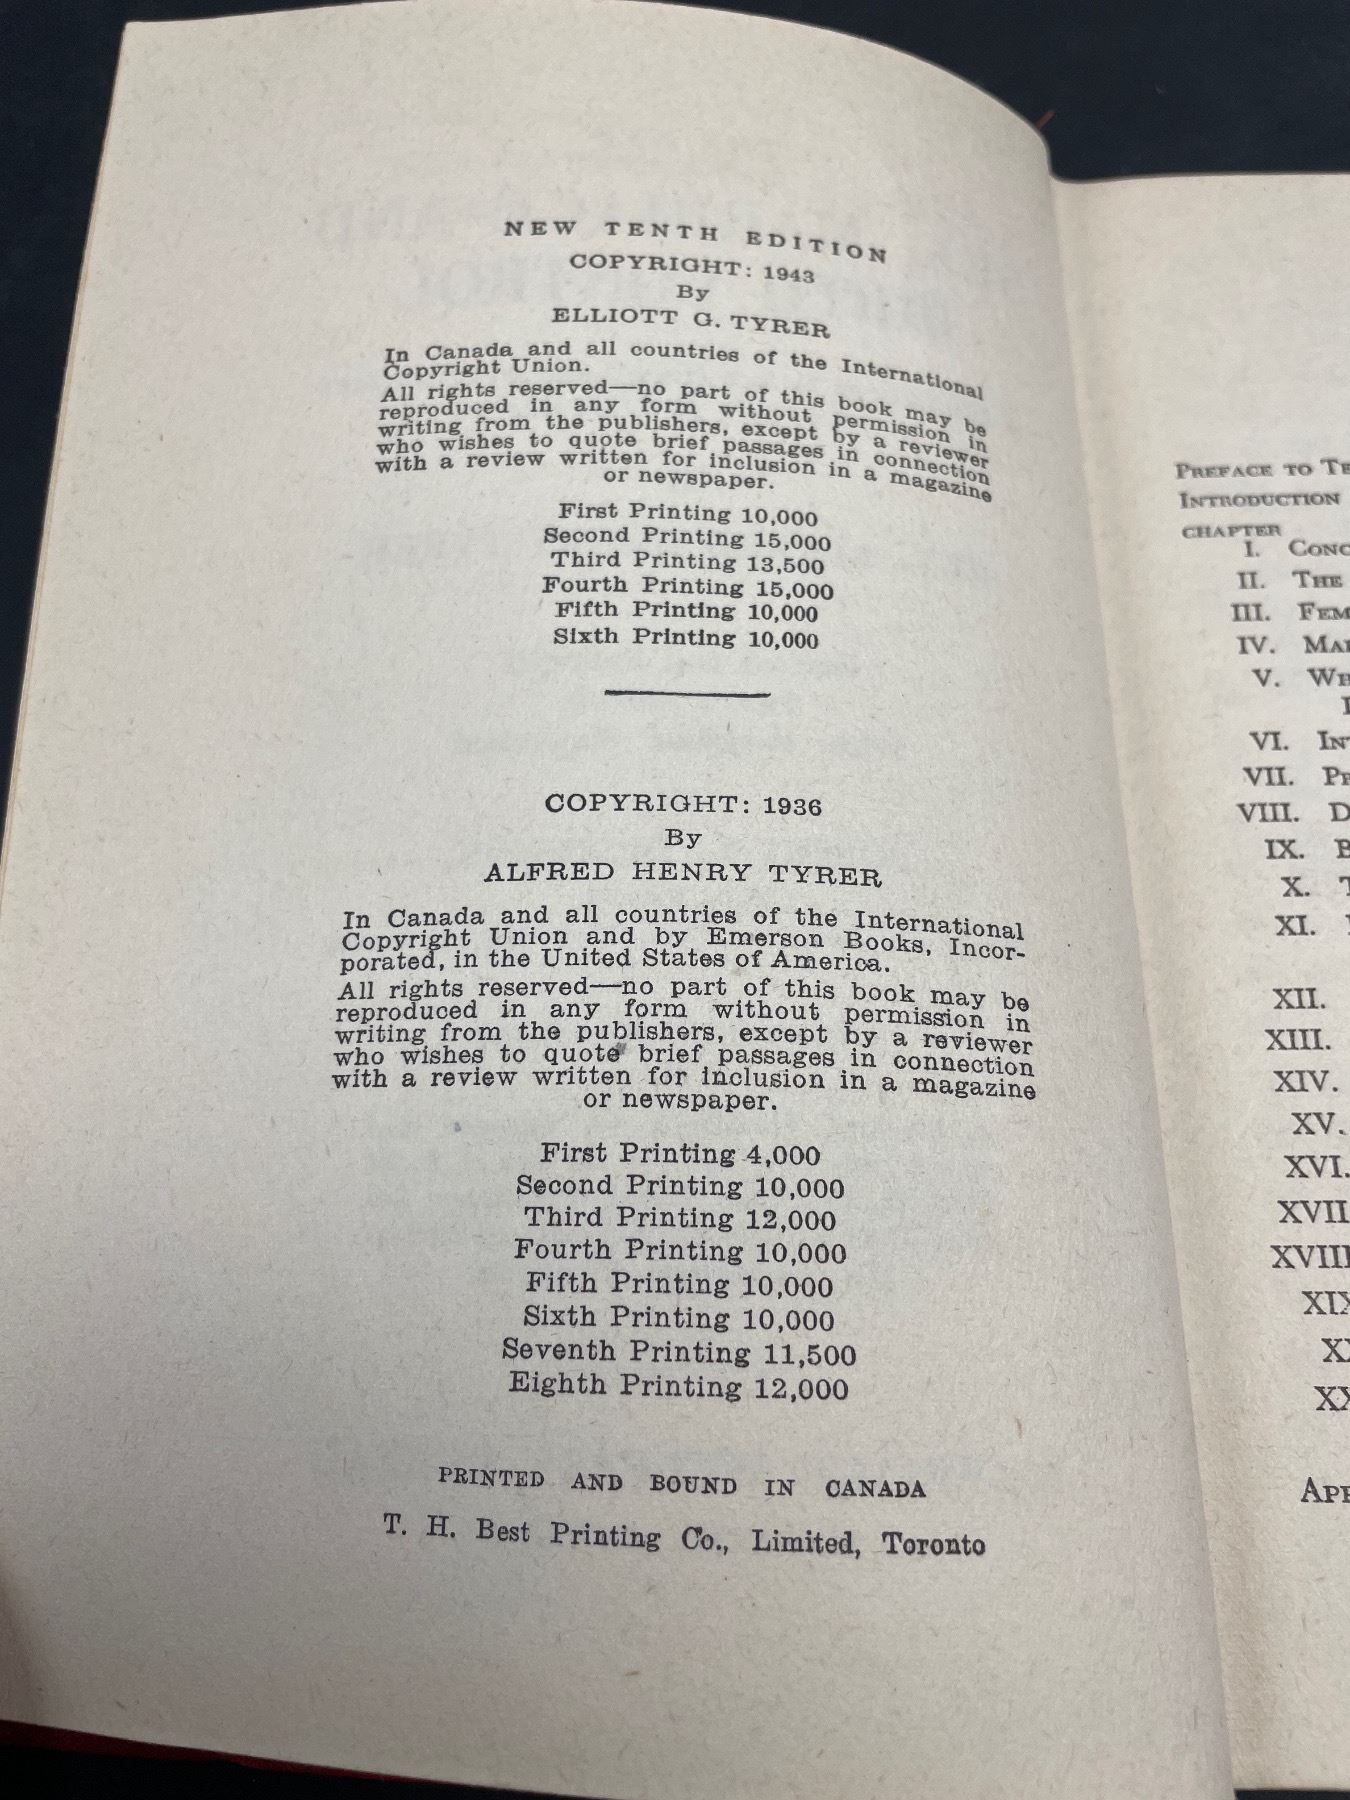 NEW TENTH EDITION
COPYRIGHT: 1943
By
ELLIOTT G. TYRER
In Canada and all countries of the International
Copyright Union.
All rights reserved—no part of this book may be
reproduced in any form without permission in
writing from the publishers, except by a reviewer
who wishes to quote brief passages in connection
with a review written for inclusion in a magazine
or newspaper.
First Printing 10,000
Second Printing 15,000
Third Printing 13,500
Fourth Printing 15,000
Fifth Printing 10,000
Sixth Printing 10,000
COPYRIGHT: 1936
By
ALFRED HENRY TYRER
In Canada and all countries of the International
Copyright Union and by Emerson Books, Incor-
porated, in the United States of America.
All rights reserved—no part of this book may be
reproduced in any form without permission in
writing from the publishers, except by a reviewer
who wishes to quote brief passages in connection
with a review written for inclusion in a magazine
or newspaper.
First Printing 4,000
Second Printing 10,000
Third Printing 12,000
Fourth Printing 10,000
Fifth Printing 10,000
Sixth Printing 10,000
Seventh Printing 11,500
Eighth Printing 12,000
PRINTED AND BOUND IN CANADA
T. H. Best Printing Co., Limited, Toronto
PREFACE TO
INTRODUCTION
CHAPTER
I.
II. THE
III.
IV.
V.
VI.
VII.
VIII.
IX.
X.
XI.
XII.
XIII.
XIV.
XV.
XVI.